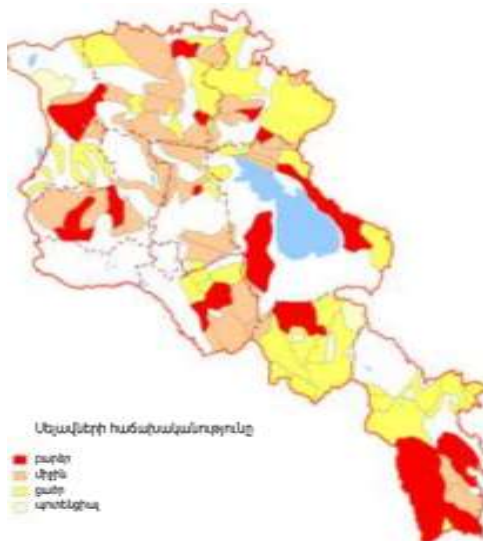 Սելավների հաճախականությունը
բարձր
միջին
ցածր
պոտենցիալ